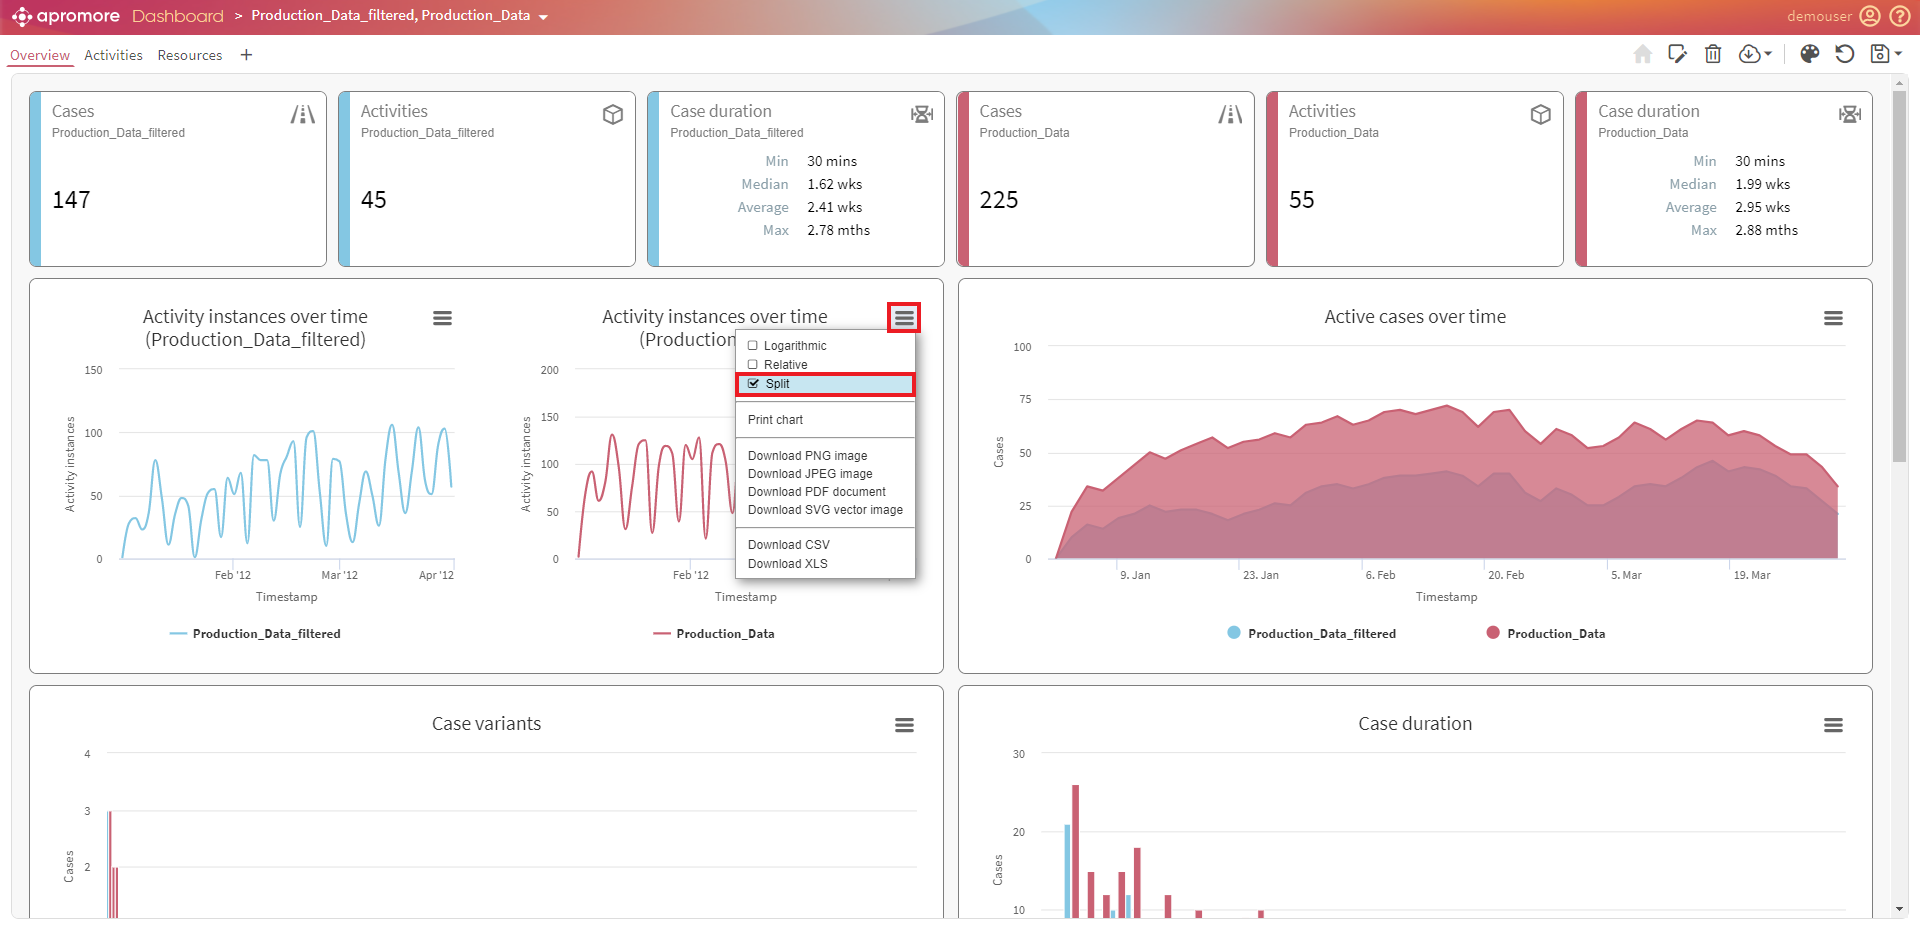 apromore Dashboard > Production_Data_filtered, Production_Data
demouser
Overview Activities Resources +
Cases
Production_Data_filtered
147
Activities
Production_Data_filtered
45
Case duration
Production_Data_filtered
Min 30 mins
Median 1.62 wks
Average 2.41 wks
Max 2.78 mths
Cases
Production_Data
225
Activities
Production_Data
55
Case duration
Production_Data
Min 30 mins
Median 1.99 wks
Average 2.95 wks
Max 2.88 mths
Activity instances over time
(Production_Data_filtered)
150
100
50
0
Activity instances
Feb '12 Mar '12 Apr '12
Timestamp
Production_Data_filtered
Activity instances over time
(Production
200
150
100
50
0
Activity instances
Feb '12
Timestamp
Production_Data
Logarithmic
Relative
Split
Print chart
Download PNG image
Download JPEG image
Download PDF document
Download SVG vector image
Download CSV
Download XLS
Active cases over time
100
75
50
25
0
Cases
9. Jan 23. Jan 6. Feb 20. Feb 5. Mar 19. Mar
Timestamp
Production_Data_filtered Production_Data
Case variants
4
3
2
Cases
Case duration
30
20
10
Cases